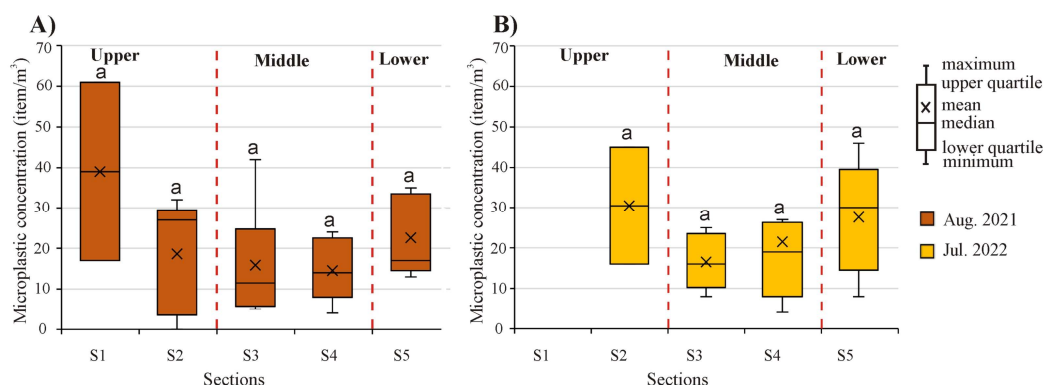 A)
Microplastic concentration (item/m³)
70
60
50
40
30
20
10
0
Upper
Middle
Lower
a
a
a
a
a
S1 S2 S3 S4 S5
Sections
B)
Microplastic concentration (item/m³)
70
60
50
40
30
20
10
0
Upper
Middle
Lower
a
a
a
a
S1 S2 S3 S4 S5
Sections
maximum
upper quartile
mean
median
lower quartile
minimum
Aug. 2021
Jul. 2022